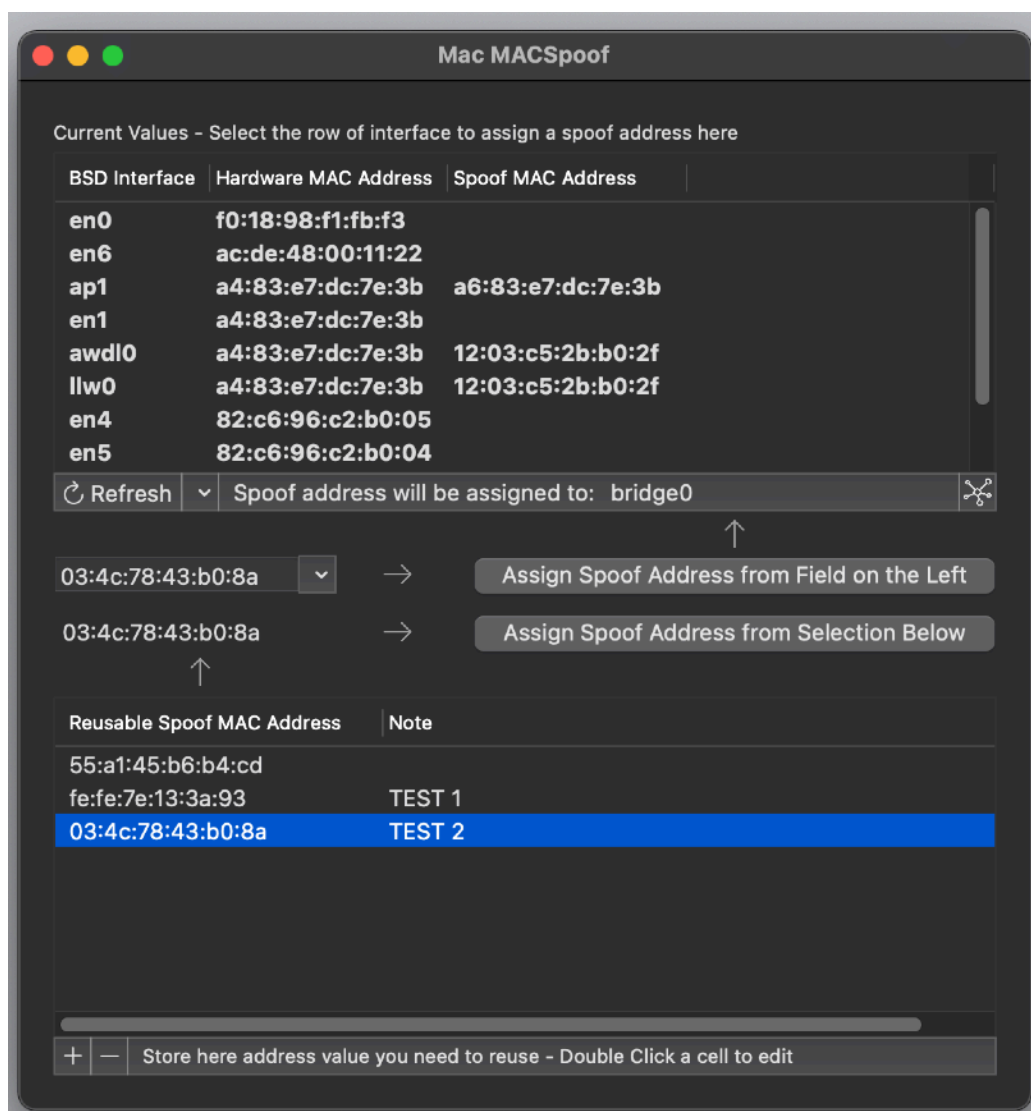 Mac MACSpoof
Current Values - Select the row of interface to assign a spoof address here
BSD Interface Hardware MAC Address Spoof MAC Address
en0 f0:18:98:f1:fb:f3
en6 ac:de:48:00:11:22
ap1 a4:83:e7:dc:7e:3b a6:83:e7:dc:7e:3b
en1 a4:83:e7:dc:7e:3b
awdl0 a4:83:e7:dc:7e:3b 12:03:c5:2b:b0:2f
llw0 a4:83:e7:dc:7e:3b 12:03:c5:2b:b0:2f
en4 82:c6:96:c2:b0:05
en5 82:c6:96:c2:b0:04
Refresh Spoof address will be assigned to: bridge0
03:4c:78:43:b0:8a → Assign Spoof Address from Field on the Left
03:4c:78:43:b0:8a → Assign Spoof Address from Selection Below
Reusable Spoof MAC Address Note
55:a1:45:b6:b4:cd
fe:fe:7e:13:3a:93 TEST 1
03:4c:78:43:b0:8a TEST 2
+ − Store here address value you need to reuse - Double Click a cell to edit